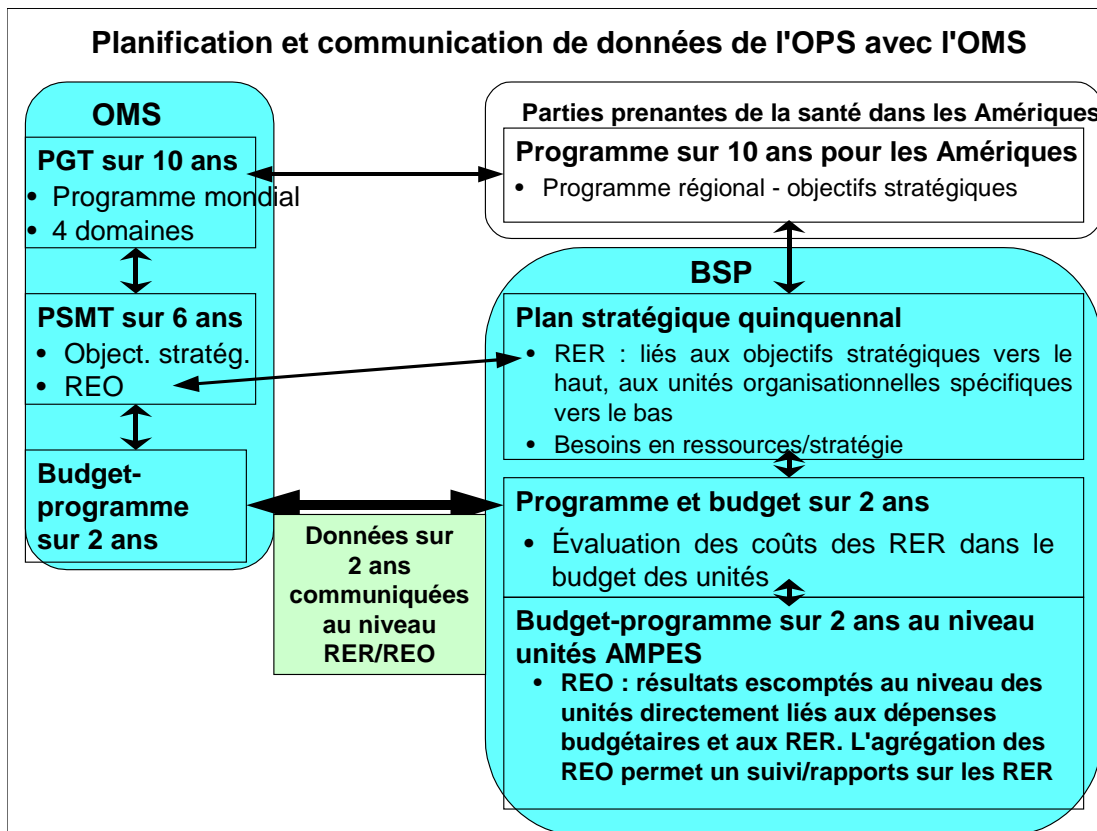 Planification et communication de données de l'OPS avec l'OMS
OMS
PGT sur 10 ans
• Programme mondial
• 4 domaines
PSMT sur 6 ans
• Object. stratég.
• REO
Budget-
programme
sur 2 ans
Données sur
2 ans
communiquées
au niveau
RER/REO
Parties prenantes de la santé dans les Amériques
Programme sur 10 ans pour les Amériques
• Programme régional - objectifs stratégiques
BSP
Plan stratégique quinquennal
• RER : liés aux objectifs stratégiques vers le
haut, aux unités organisationnelles spécifiques
vers le bas
• Besoins en ressources/stratégie
Programme et budget sur 2 ans
• Évaluation des coûts des RER dans le
budget des unités
Budget-programme sur 2 ans au niveau
unités AMPES
• REO : résultats escomptés au niveau des
unités directement liés aux dépenses
budgétaires et aux RER. L'agrégation des
REO permet un suivi/rapports sur les RER